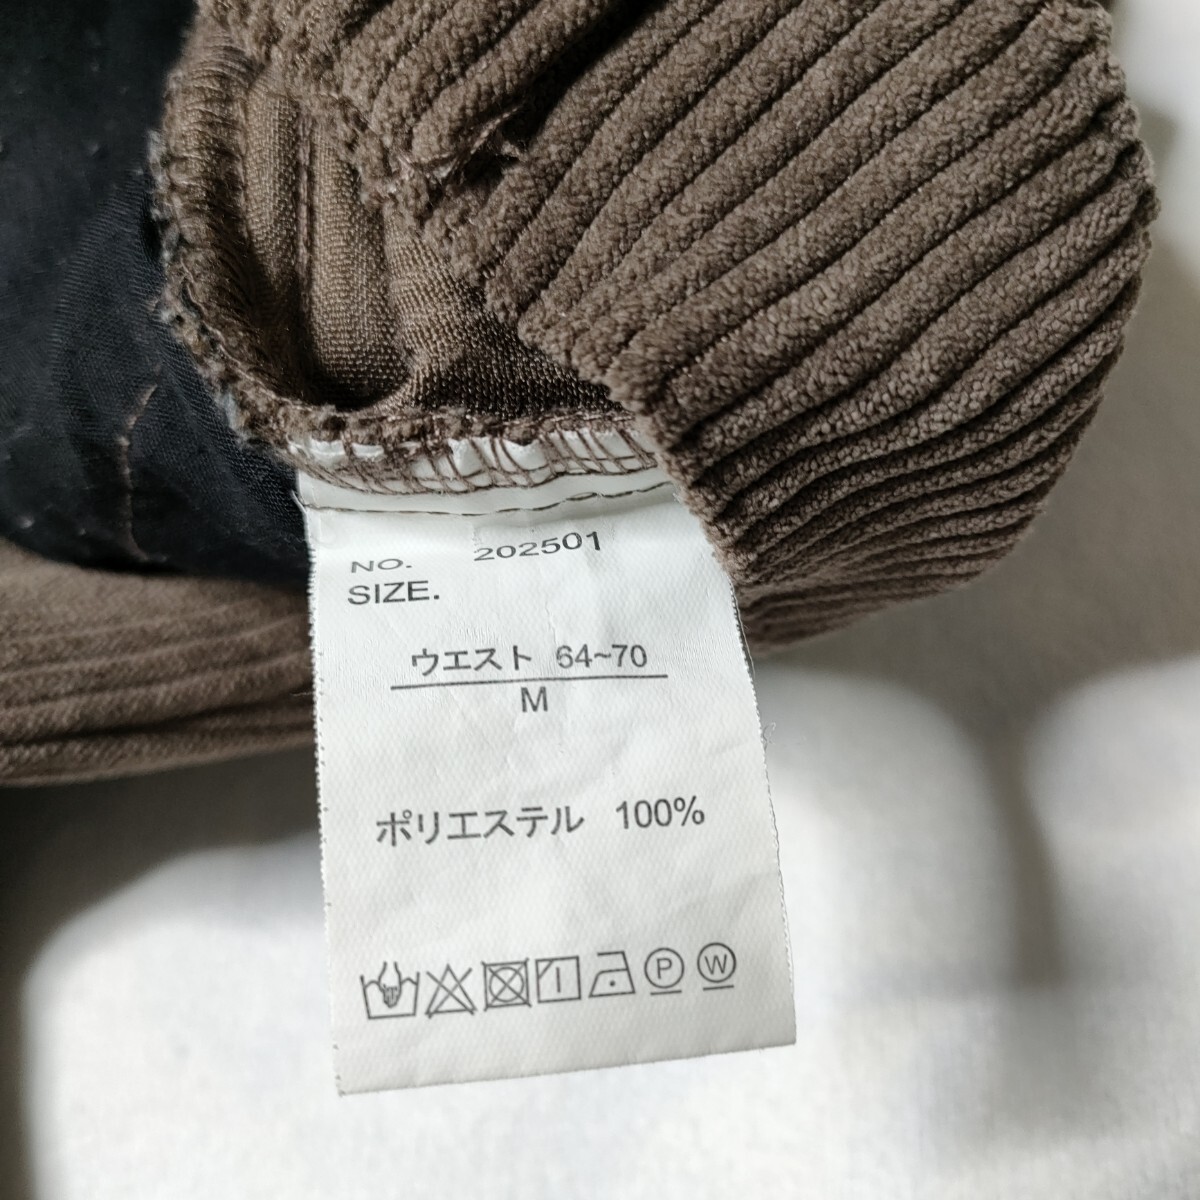 NO. 202501
SIZE.
ウエスト 64~70
M
ポリエステル 100%
P W